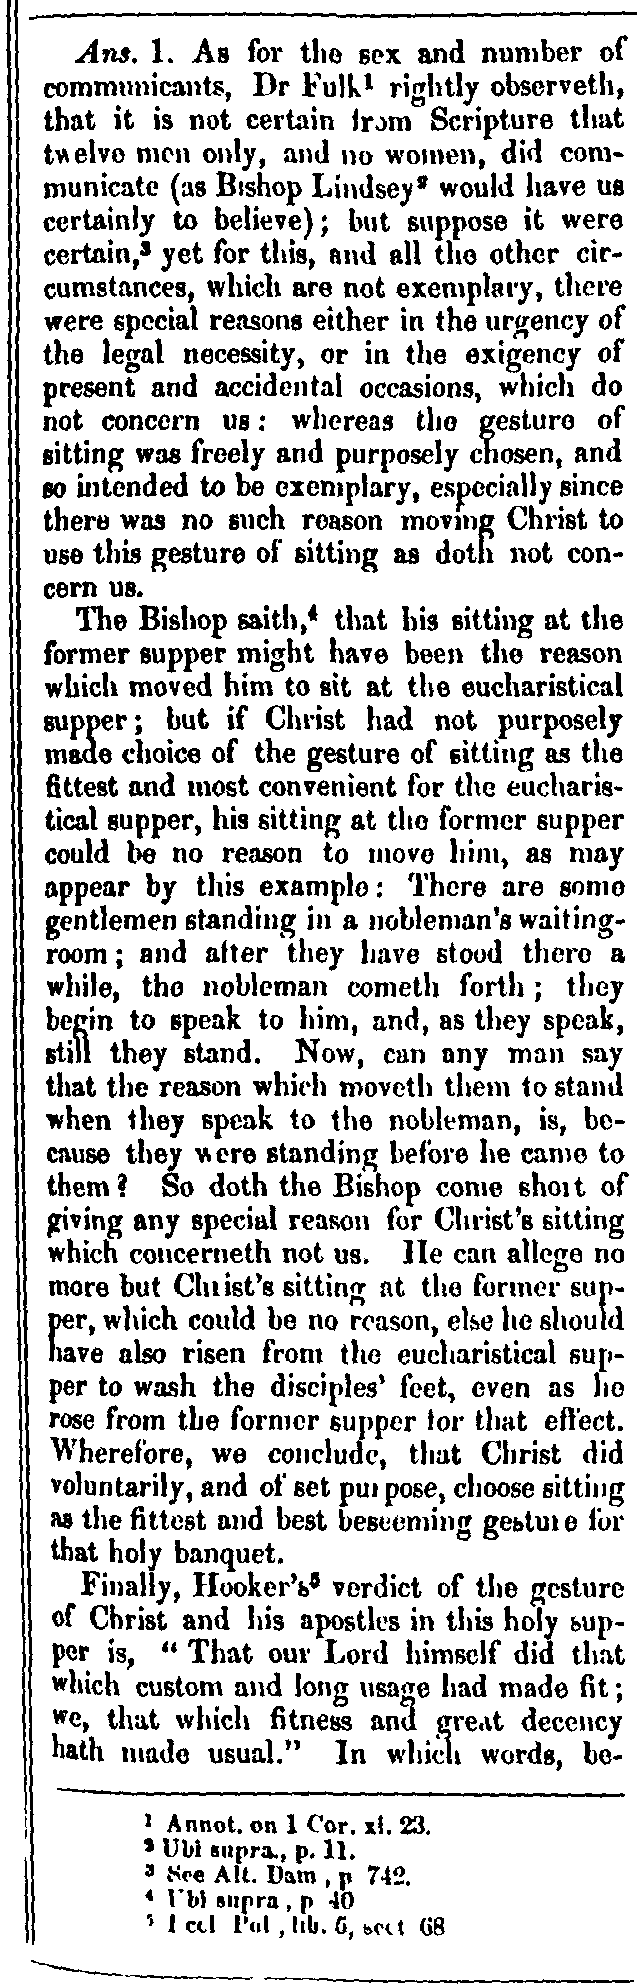 Ans. 1. As for the sex and number of
communicants, Dr Fulk¹ rightly observeth,
that it is not certain from Scripture that
twelve men only, and no women, did com-
municate (as Bishop Lindsey² would have us
certainly to believe); but suppose it were
certain,³ yet for this, and all the other cir-
cumstances, which are not exemplary, there
were special reasons either in the urgency of
the legal necessity, or in the exigency of
present and accidental occasions, which do
not concern us: whereas the gesture of
sitting was freely and purposely chosen, and
so intended to be exemplary, especially since
there was no such reason moving Christ to
use this gesture of sitting as doth not con-
cern us.
The Bishop saith,⁴ that his sitting at the
former supper might have been the reason
which moved him to sit at the eucharistical
supper; but if Christ had not purposely
made choice of the gesture of sitting as the
fittest and most convenient for the eucharis-
tical supper, his sitting at the former supper
could be no reason to move him, as may
appear by this example: There are some
gentlemen standing in a nobleman's waiting-
room; and after they have stood there a
while, the nobleman cometh forth; they
begin to speak to him, and, as they speak,
still they stand. Now, can any man say
that the reason which moveth them to stand
when they speak to the nobleman, is, be-
cause they were standing before he came to
them? So doth the Bishop come short of
giving any special reason for Christ's sitting
which concerneth not us. He can allege no
more but Christ's sitting at the former sup-
per, which could be no reason, else he should
have also risen from the eucharistical sup-
per to wash the disciples' feet, even as he
rose from the former supper for that effect.
Wherefore, we conclude, that Christ did
voluntarily, and of set purpose, choose sitting
as the fittest and best beseeming gesture for
that holy banquet.
Finally, Hooker's⁵ verdict of the gesture
of Christ and his apostles in this holy sup-
per is, "That our Lord himself did that
which custom and long usage had made fit;
we, that which fitness and great decency
hath made usual." In which words, be-
¹ Annot. on 1 Cor. xi. 23.
² Ubi supra., p. 11.
³ See Alt. Dam, p 742.
⁴ Ubi supra, p 40
⁵ Eccl Pol, lib. 5, sect 68